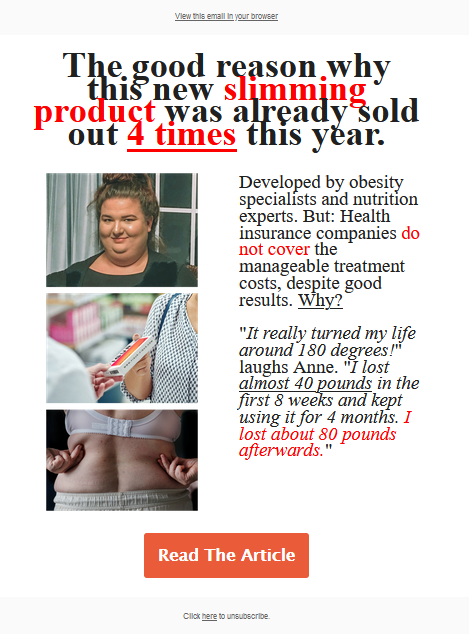 View this email in your browser
The good reason why
this new slimming
product was already sold
out 4 times this year.
Developed by obesity
specialists and nutrition
experts. But: Health
insurance companies do
not cover the
manageable treatment
costs, despite good
results. Why?
"It really turned my life
around 180 degrees!"
laughs Anne. "I lost
almost 40 pounds in the
first 8 weeks and kept
using it for 4 months. I
lost about 80 pounds
afterwards."
Read The Article
Click here to unsubscribe.